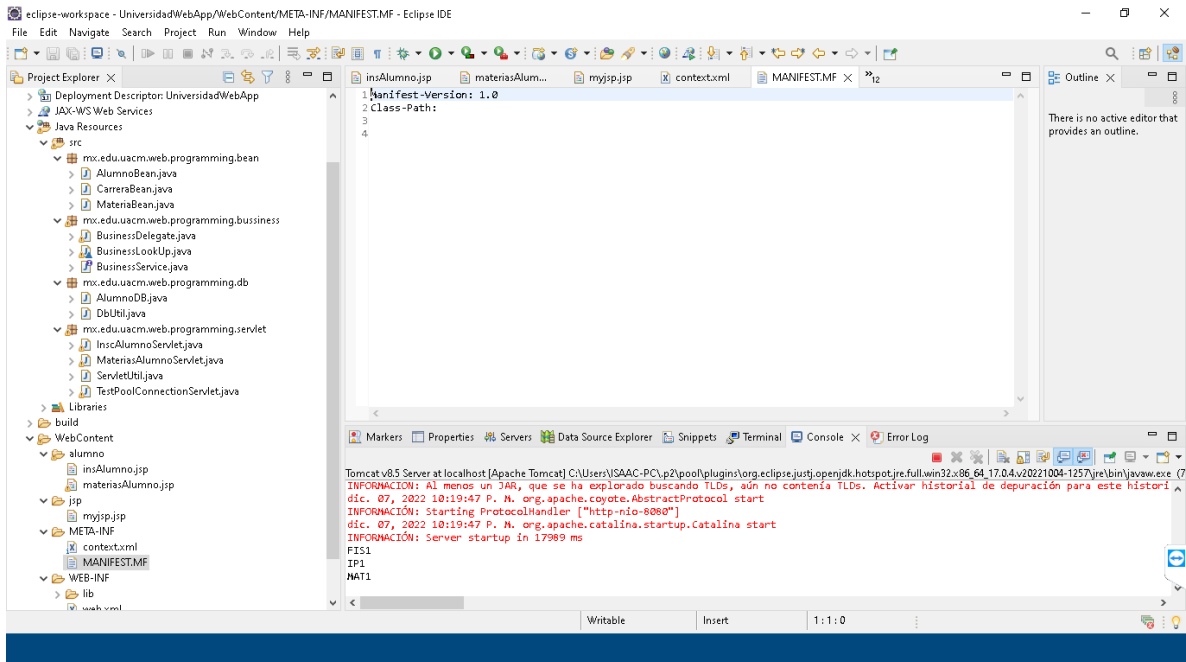 eclipse-workspace - UniversidadWebApp/WebContent/META-INF/MANIFEST.MF - Eclipse IDE
File Edit Navigate Search Project Run Window Help
Project Explorer
Deployment Descriptor: UniversidadWebApp
JAX-WS Web Services
Java Resources
src
mx.edu.uacm.web.programming.bean
AlumnoBean.java
CarreraBean.java
MateriaBean.java
mx.edu.uacm.web.programming.bussiness
BusinessDelegate.java
BusinessLookUp.java
BusinessService.java
mx.edu.uacm.web.programming.db
AlumnoDB.java
DbUtil.java
mx.edu.uacm.web.programming.servlet
InscAlumnoServlet.java
MateriasAlumnoServlet.java
ServletUtil.java
TestPoolConnectionServlet.java
Libraries
build
WebContent
alumno
insAlumno.jsp
materiasAlumno.jsp
jsp
myjsp.jsp
META-INF
context.xml
MANIFEST.MF
WEB-INF
lib
web.xml
insAlumno.jsp materiasAlum... myjsp.jsp context.xml MANIFEST.MF 12
1 Manifest-Version: 1.0
2 Class-Path:
3
4
Outline
There is no active editor that
provides an outline.
Markers Properties Servers Data Source Explorer Snippets Terminal Console Error Log
Tomcat v8.5 Server at localhost [Apache Tomcat] C:\Users\ISAAC-PC\.p2\pool\plugins\org.eclipse.justj.openjdk.hotspot.jre.full.win32.x86_64_17.0.4.v20221004-1257\jre\bin\javaw.exe (7
INFORMACIÓN: Al menos un JAR, que se ha explorado buscando TLDs, aún no contenía TLDs. Activar historial de depuración para este histori
dic. 07, 2022 10:19:47 P. M. org.apache.coyote.AbstractProtocol start
INFORMACIÓN: Starting ProtocolHandler ["http-nio-8080"]
dic. 07, 2022 10:19:47 P. M. org.apache.catalina.startup.Catalina start
INFORMACIÓN: Server startup in 17989 ms
FIS1
IP1
MAT1
Writable Insert 1:1:0